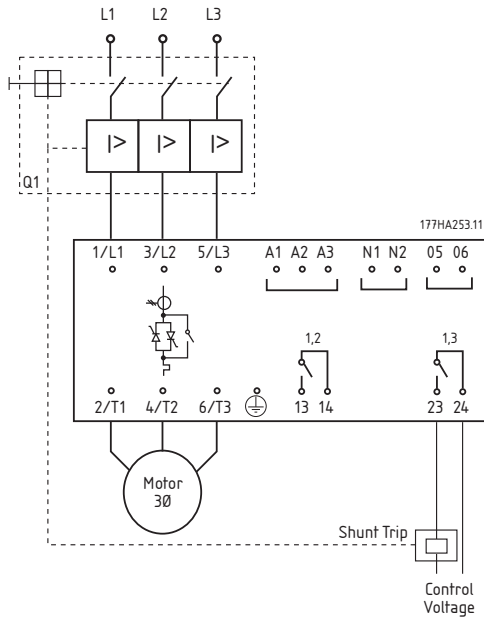 L1 L2 L3
I> I> I>
Q1
177HA253.11
1/L1 3/L2 5/L3 A1 A2 A3 N1 N2 05 06
1,2 1,3
2/T1 4/T2 6/T3 13 14 23 24
Motor
3Ø
Shunt Trip
Control
Voltage